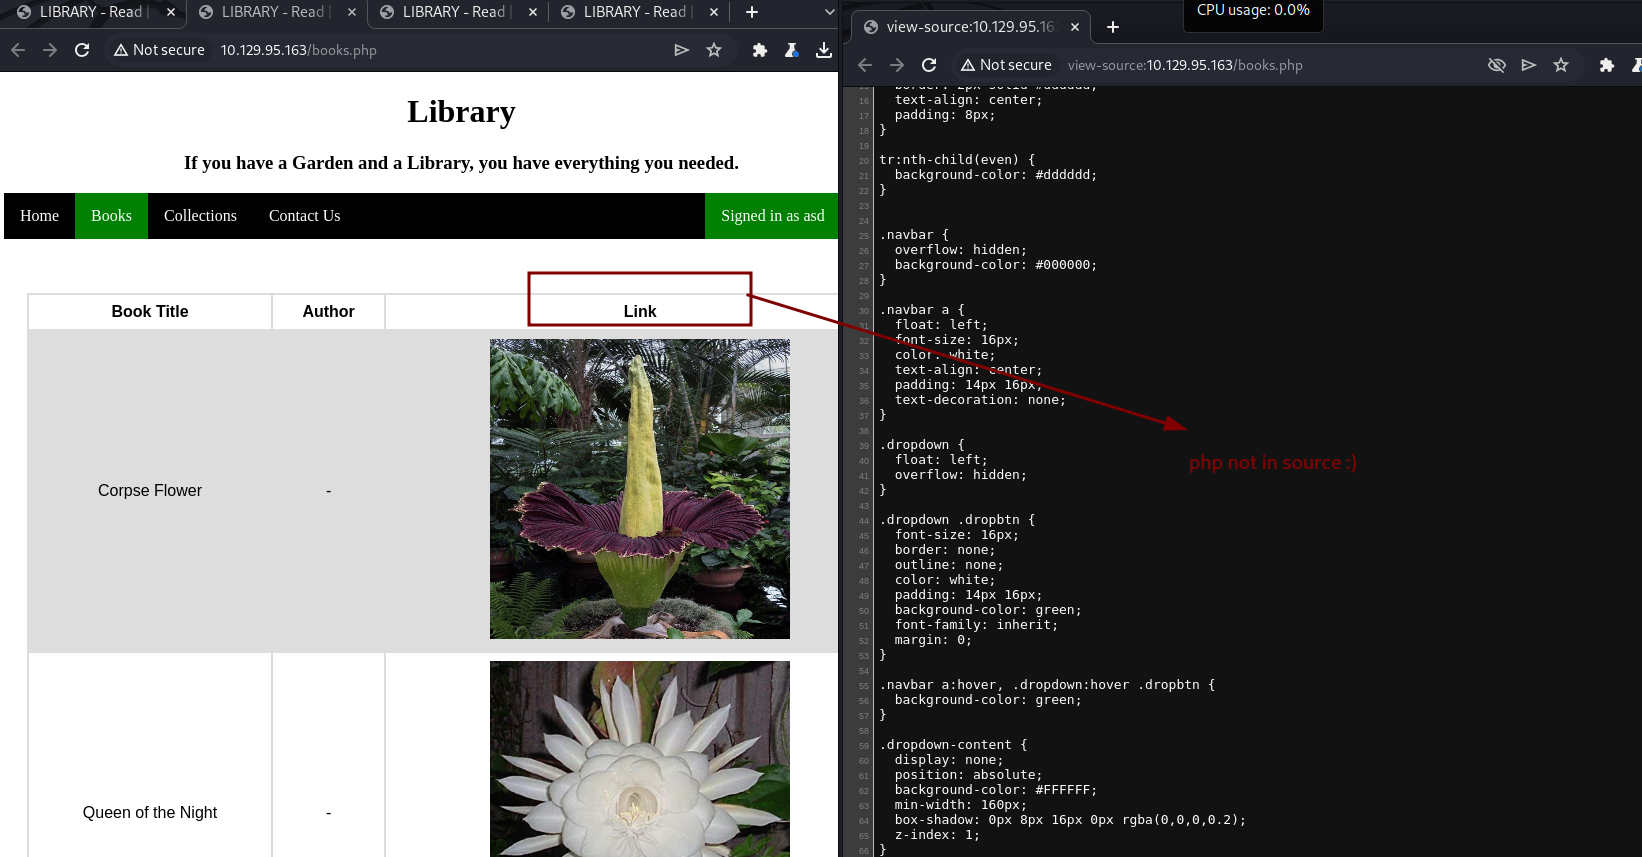 LIBRARY - Read |
LIBRARY - Read |
LIBRARY - Read |
LIBRARY - Read |
Not secure 10.129.95.163/books.php
Library
If you have a Garden and a Library, you have everything you needed.
Home Books Collections Contact Us Signed in as asd
Book Title Author Link
Corpse Flower -
Queen of the Night -
CPU usage: 0.0%
view-source:10.129.95.16
Not secure view-source:10.129.95.163/books.php
15 border: 2px solid #dddddd;
16 text-align: center;
17 padding: 8px;
18 }
19
20 tr:nth-child(even) {
21 background-color: #dddddd;
22 }
23
24
25 .navbar {
26 overflow: hidden;
27 background-color: #000000;
28 }
29
30 .navbar a {
31 float: left;
32 font-size: 16px;
33 color: white;
34 text-align: center;
35 padding: 14px 16px;
36 text-decoration: none;
37 }
38
39 .dropdown {
40 float: left;
41 overflow: hidden;
42 }
43
44 .dropdown .dropbtn {
45 font-size: 16px;
46 border: none;
47 outline: none;
48 color: white;
49 padding: 14px 16px;
50 background-color: green;
51 font-family: inherit;
52 margin: 0;
53 }
54
55 .navbar a:hover, .dropdown:hover .dropbtn {
56 background-color: green;
57 }
58
59 .dropdown-content {
60 display: none;
61 position: absolute;
62 background-color: #FFFFFF;
63 min-width: 160px;
64 box-shadow: 0px 8px 16px 0px rgba(0,0,0,0.2);
65 z-index: 1;
66 }
php not in source :)